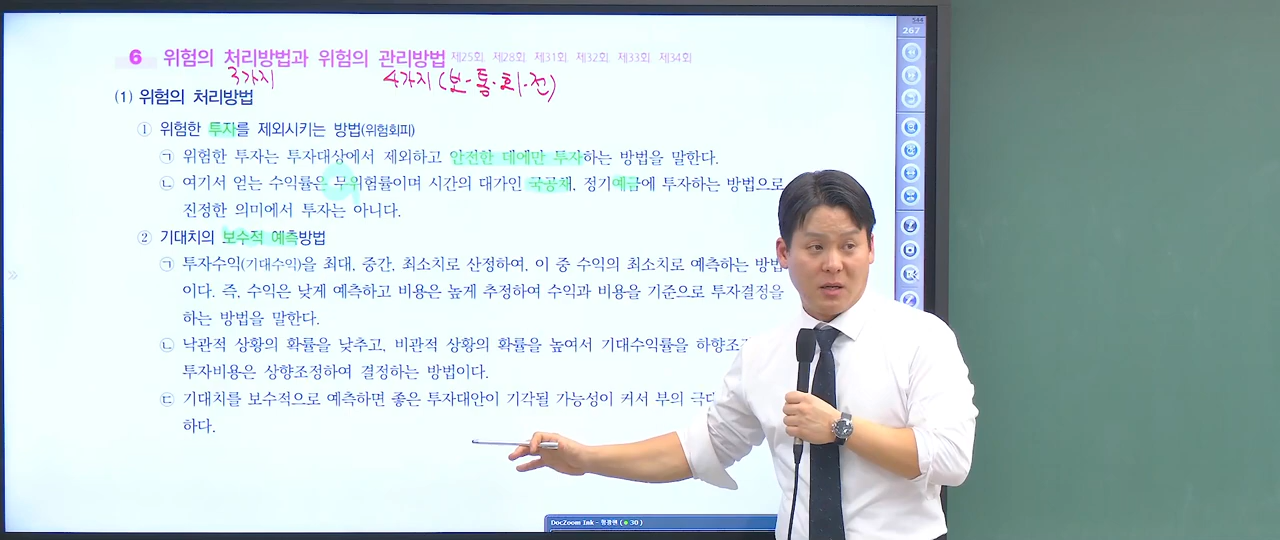 6 위험의 처리방법과 위험의 관리방법 제25회 제28회 제31회 제32회 제33회 제34회
3가지 4가지(보-통·회·전)
(1) 위험의 처리방법
① 위험한 투자를 제외시키는 방법(위험회피)
㉠ 위험한 투자는 투자대상에서 제외하고 안전한 데에만 투자하는 방법을 말한다.
㉡ 여기서 얻는 수익률은 무위험률이며 시간의 대가인 국공채, 정기예금에 투자하는 방법으로
진정한 의미에서 투자는 아니다.
② 기대치의 보수적 예측방법
㉠ 투자수익(기대수익)을 최대, 중간, 최소치로 산정하여, 이 중 수익의 최소치로 예측하는 방법
이다. 즉, 수익은 낮게 예측하고 비용은 높게 추정하여 수익과 비용을 기준으로 투자결정을
하는 방법을 말한다.
㉡ 낙관적 상황의 확률을 낮추고, 비관적 상황의 확률을 높여서 기대수익률을 하향조
투자비용은 상향조정하여 결정하는 방법이다.
㉢ 기대치를 보수적으로 예측하면 좋은 투자대안이 기각될 가능성이 커서 부의 극대
하다.
544
267
DocZoom Ink - 형광펜 ( 30 )